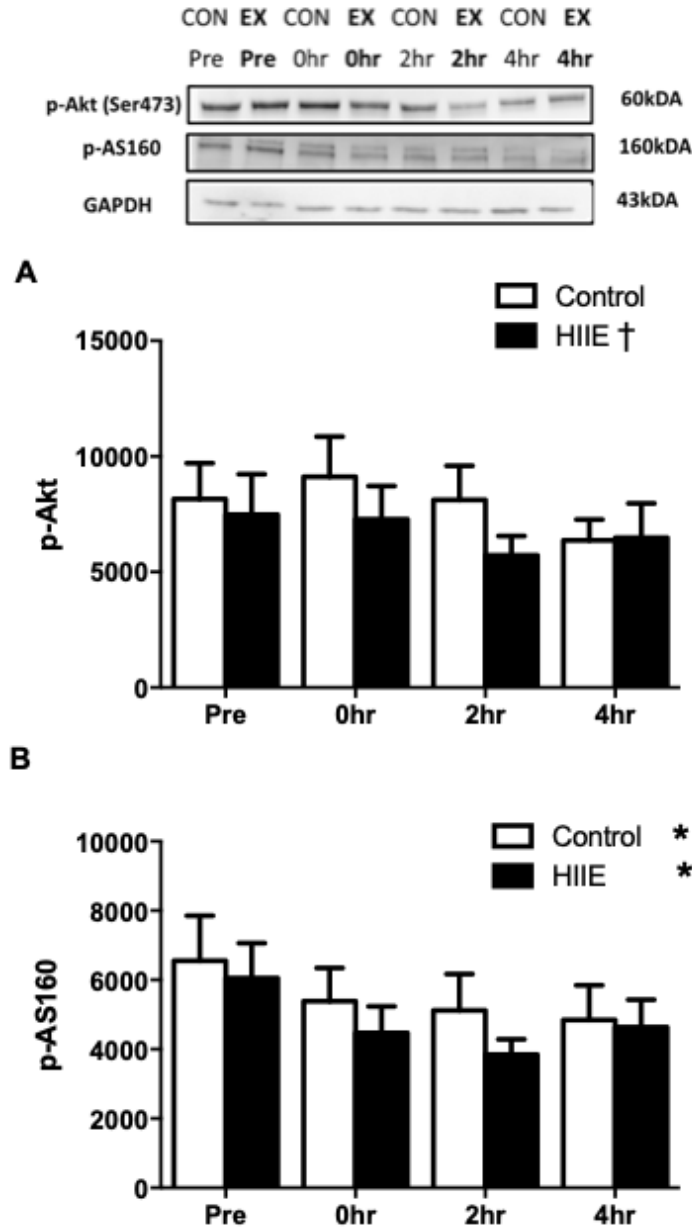 CON EX CON EX CON EX CON EX
Pre Pre 0hr 0hr 2hr 2hr 4hr 4hr
p-Akt (Ser473) 60kDA
p-AS160 160kDA
GAPDH 43kDA
A
Control
HIIE †
15000
10000
5000
0
p-Akt
Pre 0hr 2hr 4hr
B
Control *
HIIE *
10000
8000
6000
4000
2000
0
p-AS160
Pre 0hr 2hr 4hr